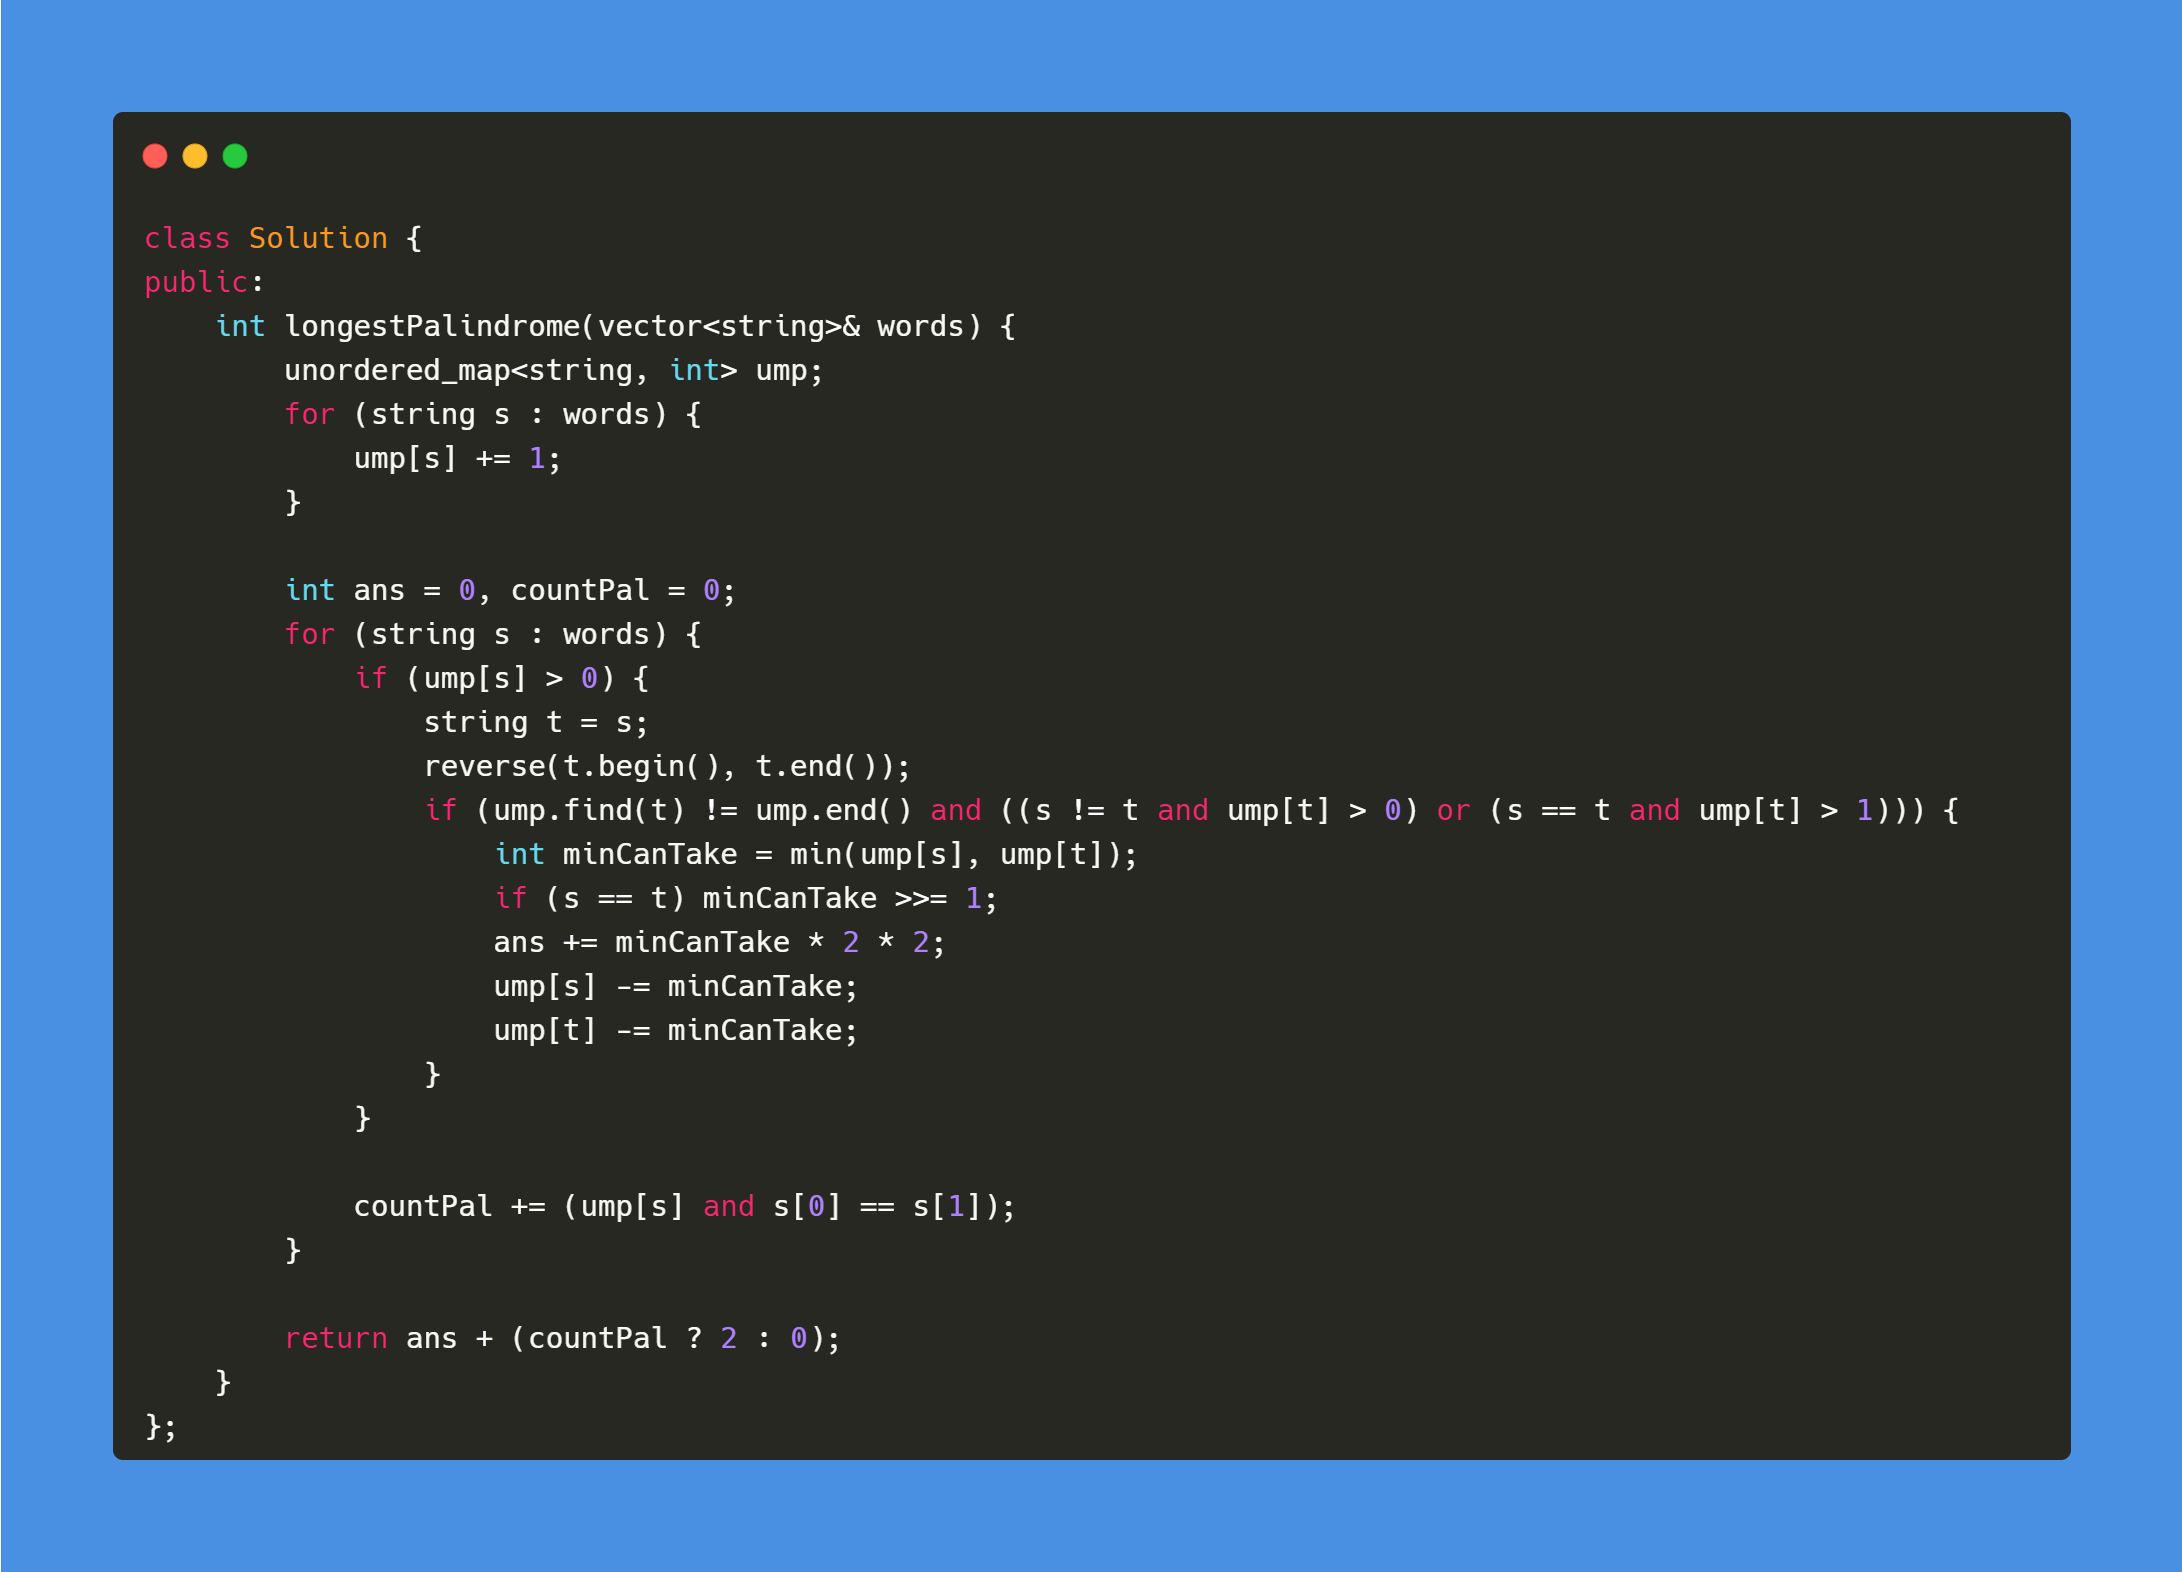 class Solution {
public:
    int longestPalindrome(vector<string>& words) {
        unordered_map<string, int> ump;
        for (string s : words) {
            ump[s] += 1;
        }

        int ans = 0, countPal = 0;
        for (string s : words) {
            if (ump[s] > 0) {
                string t = s;
                reverse(t.begin(), t.end());
                if (ump.find(t) != ump.end() and ((s != t and ump[t] > 0) or (s == t and ump[t] > 1))) {
                    int minCanTake = min(ump[s], ump[t]);
                    if (s == t) minCanTake >>= 1;
                    ans += minCanTake * 2 * 2;
                    ump[s] -= minCanTake;
                    ump[t] -= minCanTake;
                }
            }

            countPal += (ump[s] and s[0] == s[1]);
        }

        return ans + (countPal ? 2 : 0);
    }
};